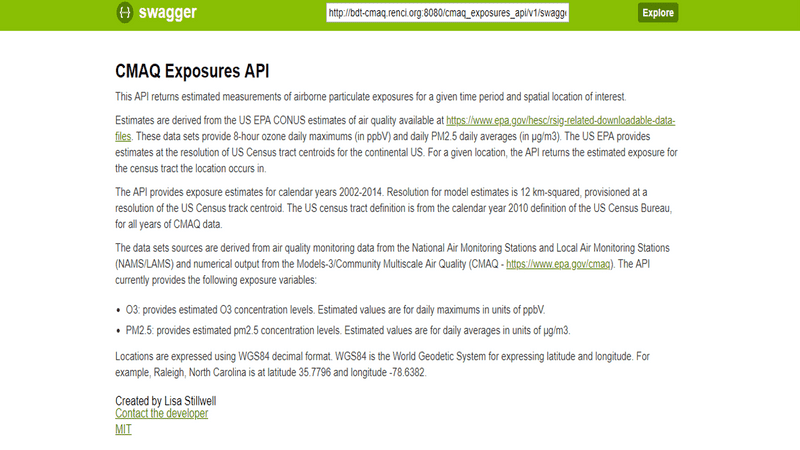 swagger
http://bdt-cmaq.renci.org:8080/cmaq_exposures_api/v1/swagge
Explore
CMAQ Exposures API
This API returns estimated measurements of airborne particulate exposures for a given time period and spatial location of interest.
Estimates are derived from the US EPA CONUS estimates of air quality available at https://www.epa.gov/hesc/rsig-related-downloadable-data-
files. These data sets provide 8-hour ozone daily maximums (in ppbV) and daily PM2.5 daily averages (in µg/m3). The US EPA provides
estimates at the resolution of US Census tract centroids for the continental US. For a given location, the API returns the estimated exposure for
the census tract the location occurs in.
The API provides exposure estimates for calendar years 2002-2014. Resolution for model estimates is 12 km-squared, provisioned at a
resolution of the US Census track centroid. The US census tract definition is from the calendar year 2010 definition of the US Census Bureau,
for all years of CMAQ data.
The data sets sources are derived from air quality monitoring data from the National Air Monitoring Stations and Local Air Monitoring Stations
(NAMS/LAMS) and numerical output from the Models-3/Community Multiscale Air Quality (CMAQ - https://www.epa.gov/cmaq). The API
currently provides the following exposure variables:
• O3: provides estimated O3 concentration levels. Estimated values are for daily maximums in units of ppbV.
• PM2.5: provides estimated pm2.5 concentration levels. Estimated values are for daily averages in units of µg/m3.
Locations are expressed using WGS84 decimal format. WGS84 is the World Geodetic System for expressing latitude and longitude. For
example, Raleigh, North Carolina is at latitude 35.7796 and longitude -78.6382.
Created by Lisa Stillwell
Contact the developer
MIT